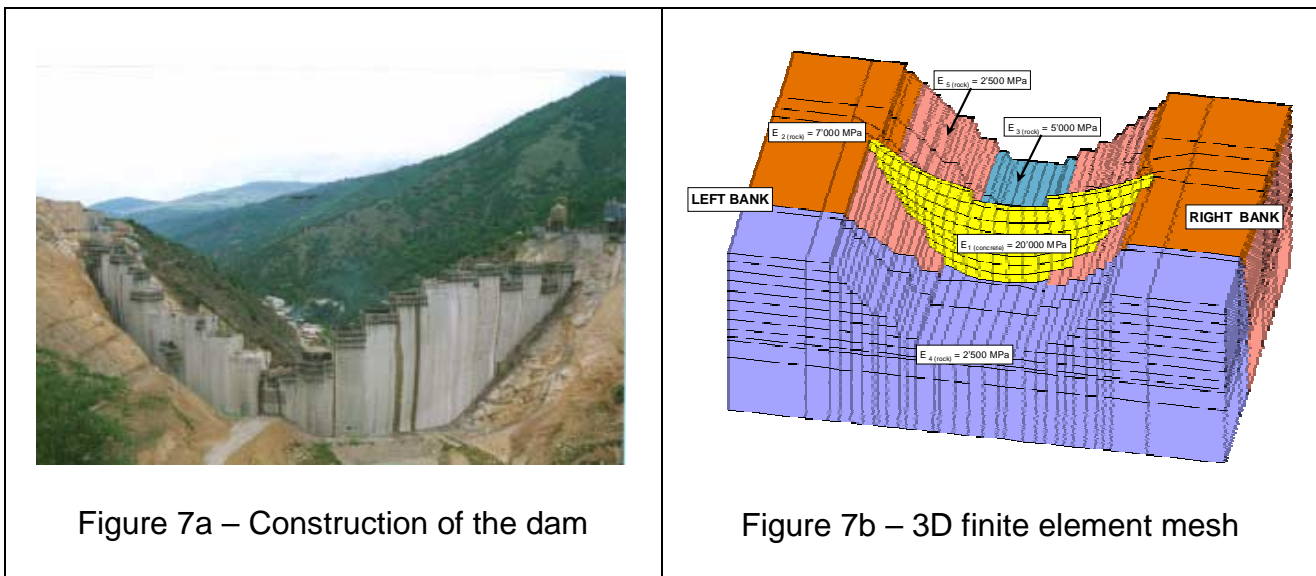 E 5 (rock) = 2'500 MPa
E 3 (rock) = 5'000 MPa
E 2 (rock) = 7'000 MPa
LEFT BANK
RIGHT BANK
E 1 (concrete) = 20'000 MPa
E 4 (rock) = 2'500 MPa
Figure 7a – Construction of the dam
Figure 7b – 3D finite element mesh